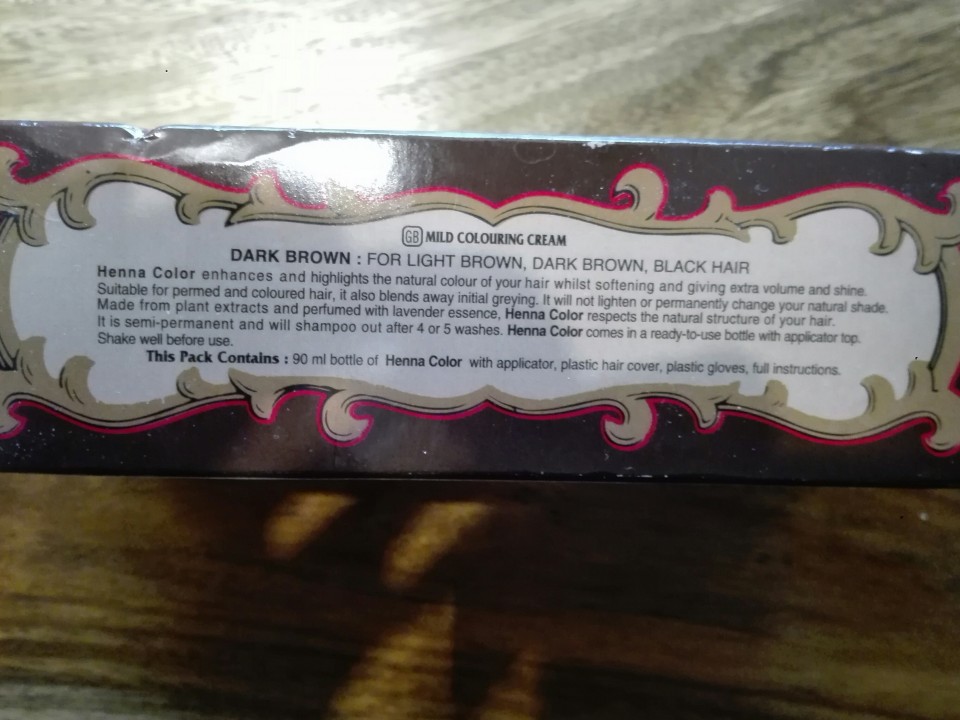 GB MILD COLOURING CREAM
DARK BROWN : FOR LIGHT BROWN, DARK BROWN, BLACK HAIR
Henna Color enhances and highlights the natural colour of your hair whilst softening and giving extra volume and shine.
Suitable for permed and coloured hair, it also blends away initial greying. It will not lighten or permanently change your natural shade.
Made from plant extracts and perfumed with lavender essence, Henna Color respects the natural structure of your hair.
It is semi-permanent and will shampoo out after 4 or 5 washes. Henna Color comes in a ready-to-use bottle with applicator top.
Shake well before use.
This Pack Contains : 90 ml bottle of Henna Color with applicator, plastic hair cover, plastic gloves, full instructions.